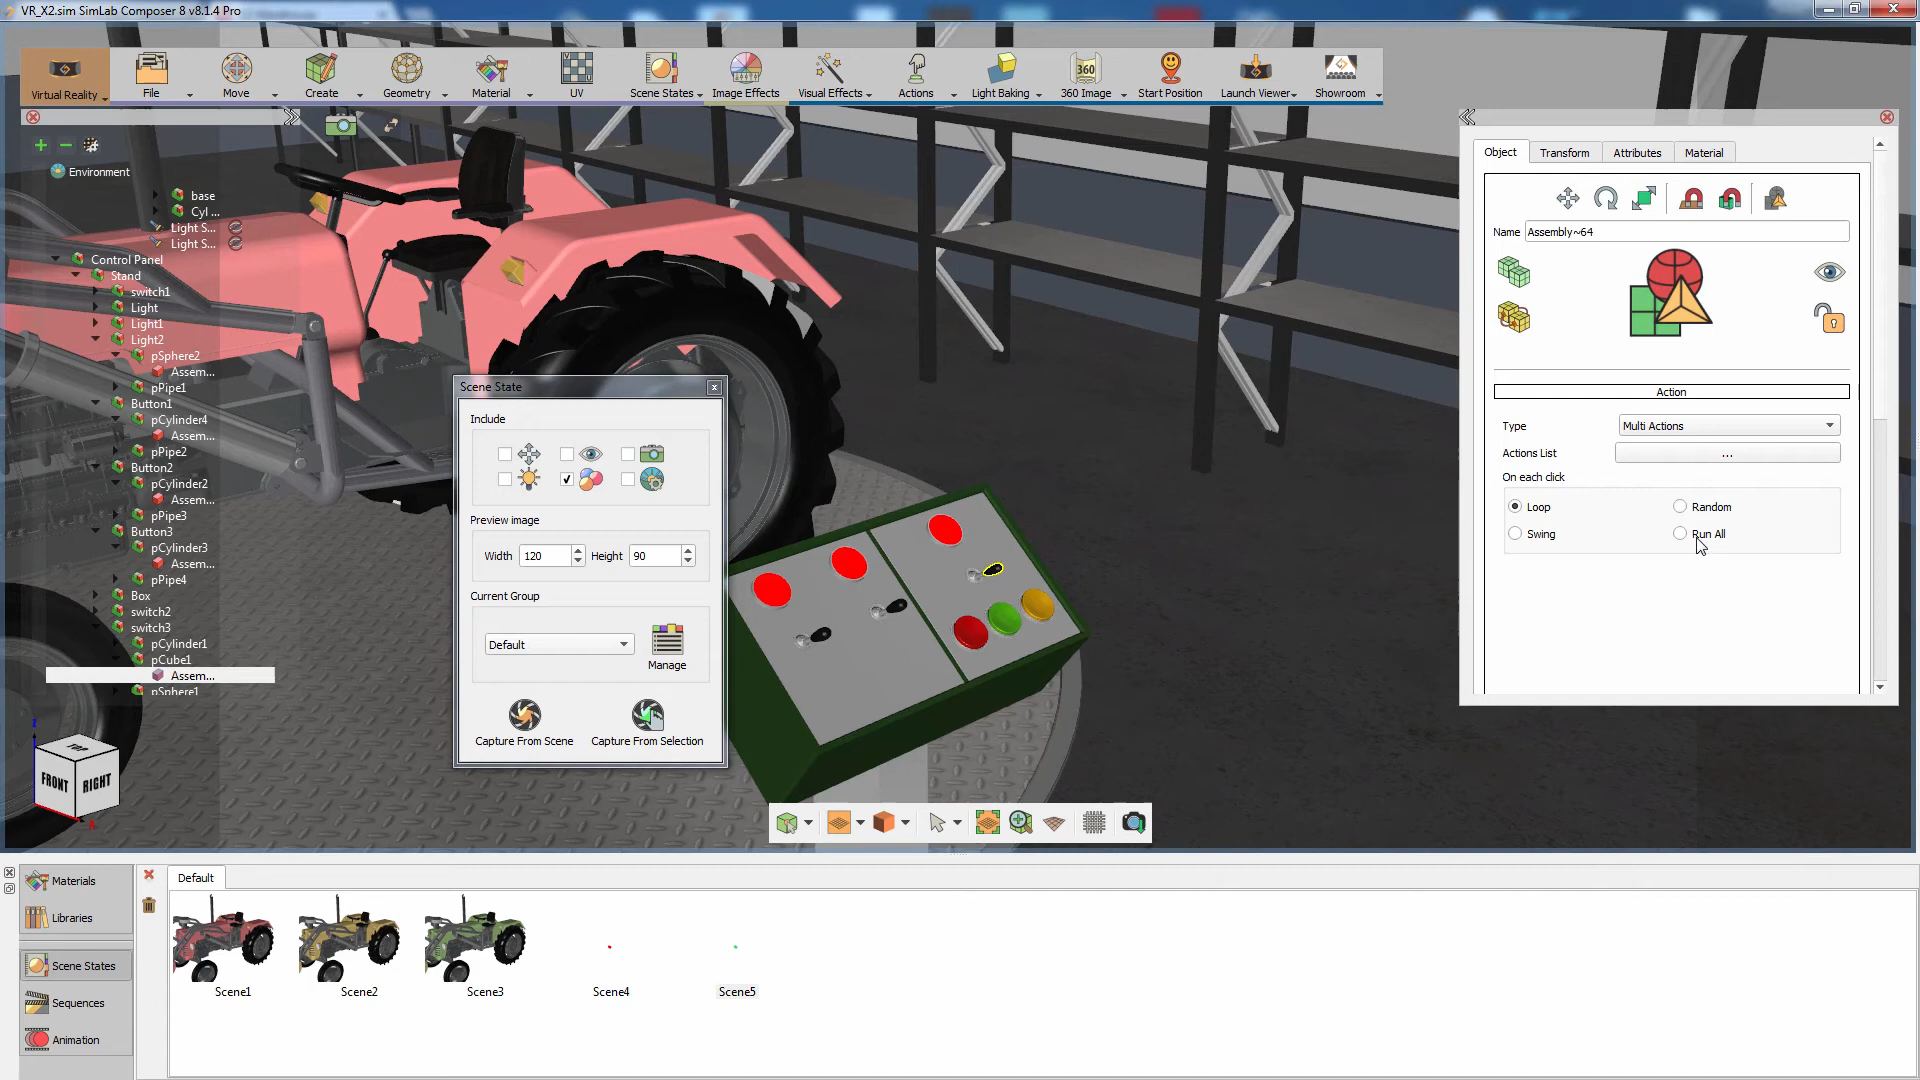 VR_X2.sim SimLab Composer 8 v8.1.4 Pro
Virtual Reality
File
Move
Create
Geometry
Material
UV
Scene States
Image Effects
Visual Effects
Actions
Light Baking
360 Image
360
Start Position
Launch Viewer
Showroom
Environment
base
Cyl ...
Light S...
Light S...
Control Panel
Stand
switch1
Light
Light1
Light2
pSphere2
Assem...
pPipe1
Button1
pCylinder4
Assem...
pPipe2
Button2
pCylinder2
Assem...
pPipe3
Button3
pCylinder3
Assem...
pPipe4
Box
switch2
switch3
pCylinder1
pCube1
Assem...
pSphere1
Z
TOP
FRONT
RIGHT
Scene State
Include
Preview image
Width 120 Height 90
Current Group
Default
Manage
Capture From Scene
Capture From Selection
Object
Transform
Attributes
Material
Name Assembly~64
Action
Type Multi Actions
Actions List ...
On each click
Loop
Random
Swing
Run All
Materials
Libraries
Scene States
Sequences
Animation
Default
Scene1
Scene2
Scene3
Scene4
Scene5